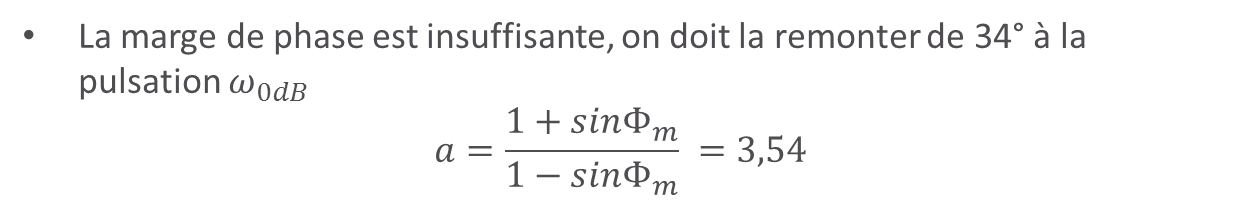 • La marge de phase est insuffisante, on doit la remonter de 34° à la
pulsation ω₀dB
a = (1 + sinΦₘ)/(1 − sinΦₘ) = 3,54